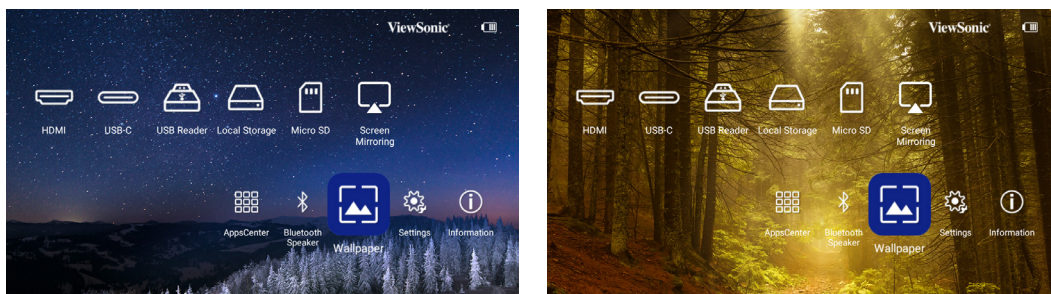 ViewSonic
HDMI
USB-C
USB Reader
Local Storage
Micro SD
Screen
Mirroring
AppsCenter
Bluetooth
Speaker
Wallpaper
Settings
Information
ViewSonic
HDMI
USB-C
USB Reader
Local Storage
Micro SD
Screen
Mirroring
AppsCenter
Bluetooth
Speaker
Wallpaper
Settings
Information